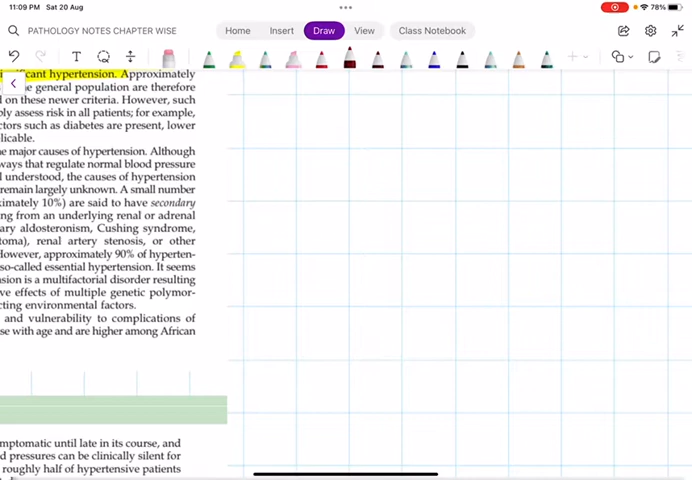 11:09 PM Sat 20 Aug
78%
PATHOLOGY NOTES CHAPTER WISE
Home Insert Draw View Class Notebook
T
ificant hypertension. Approximately
e general population are therefore
d on these newer criteria. However, such
bly assess risk in all patients; for example,
ctors such as diabetes are present, lower
licable.
he major causes of hypertension. Although
ways that regulate normal blood pressure
l understood, the causes of hypertension
remain largely unknown. A small number
ximately 10%) are said to have secondary
ng from an underlying renal or adrenal
ary aldosteronism, Cushing syndrome,
toma), renal artery stenosis, or other
However, approximately 90% of hyperten-
so-called essential hypertension. It seems
nsion is a multifactorial disorder resulting
ve effects of multiple genetic polymor-
cting environmental factors.
and vulnerability to complications of
se with age and are higher among African
mptomatic until late in its course, and
d pressures can be clinically silent for
roughly half of hypertensive patients